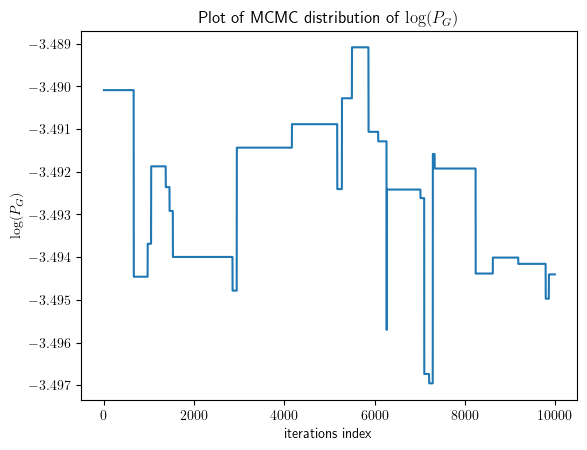 Plot of MCMC distribution of log(P_G)
−3.489
−3.490
−3.491
−3.492
−3.493
−3.494
−3.495
−3.496
−3.497
log(P_G)
0 2000 4000 6000 8000 10000
iterations index